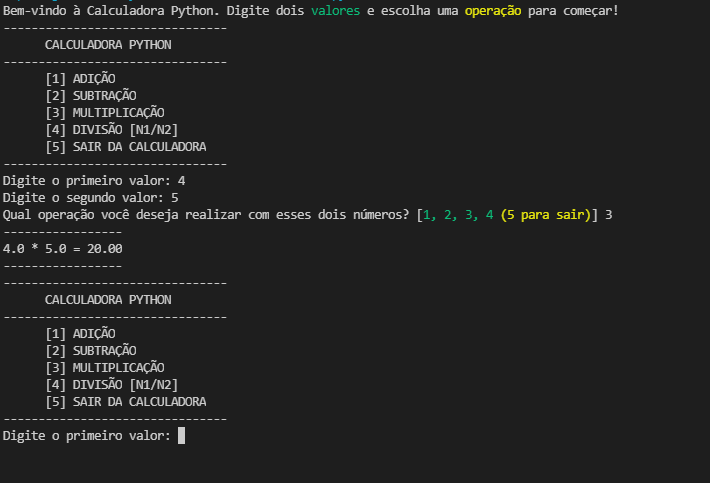 Bem-vindo à Calculadora Python. Digite dois valores e escolha uma operação para começar!
--------------------------------
CALCULADORA PYTHON
--------------------------------
[1] ADIÇÃO
[2] SUBTRAÇÃO
[3] MULTIPLICAÇÃO
[4] DIVISÃO [N1/N2]
[5] SAIR DA CALCULADORA
--------------------------------
Digite o primeiro valor: 4
Digite o segundo valor: 5
Qual operação você deseja realizar com esses dois números? [1, 2, 3, 4 (5 para sair)] 3
-----------------
4.0 * 5.0 = 20.00
-----------------
--------------------------------
CALCULADORA PYTHON
--------------------------------
[1] ADIÇÃO
[2] SUBTRAÇÃO
[3] MULTIPLICAÇÃO
[4] DIVISÃO [N1/N2]
[5] SAIR DA CALCULADORA
--------------------------------
Digite o primeiro valor: